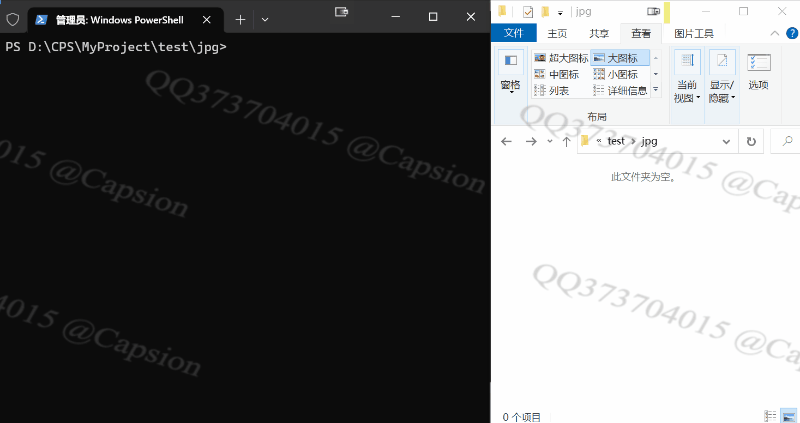 管理员: Windows PowerShell
PS D:\CPS\MyProject\test\jpg>
jpg
文件 主页 共享 查看 图片工具
超大图标 大图标
中图标 小图标
列表 详细信息
窗格
当前视图
显示/隐藏
选项
布局
« test > jpg
此文件夹为空。
0 个项目
QQ373704015 @Capsion
4015 @Capsion
QQ373704015 @Capsion
QQ373704015 @Capsion
4015 @Capsion